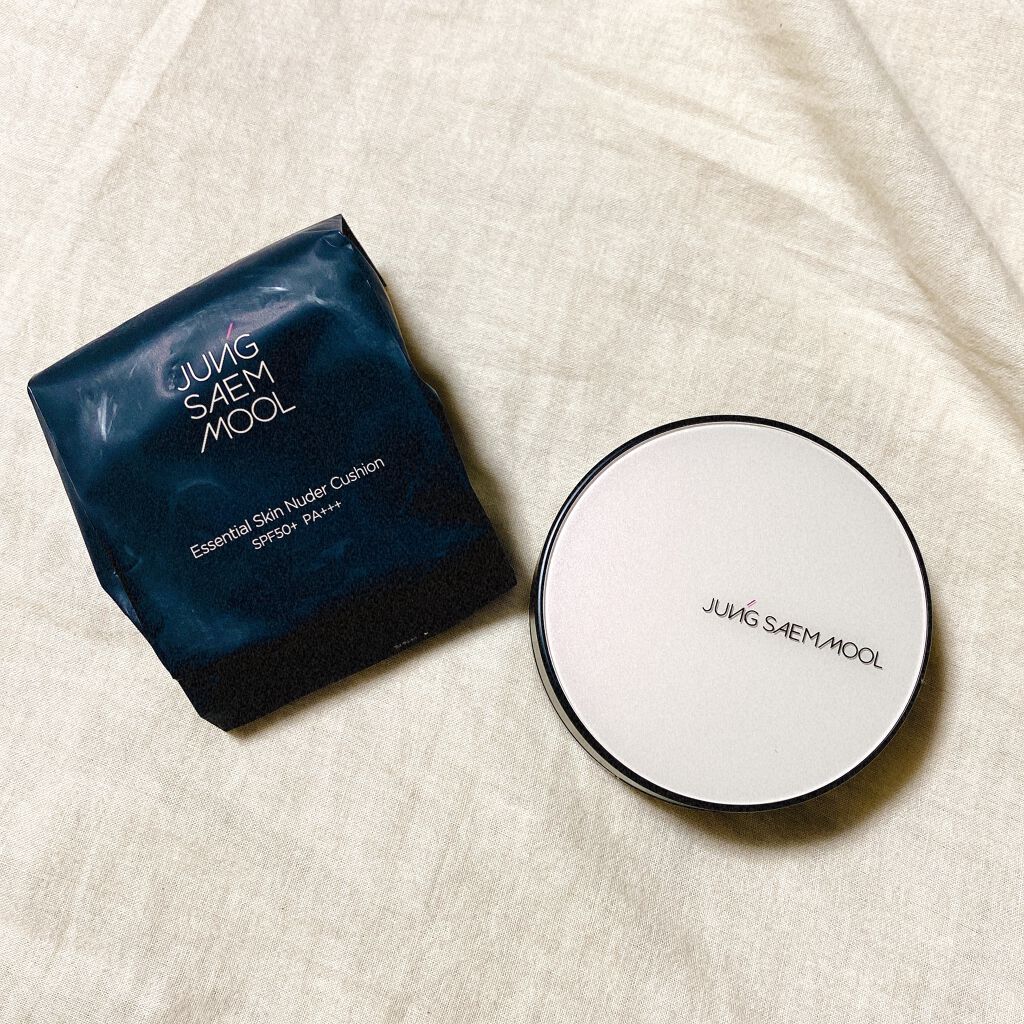 JUNG
SAEM
MOOL
Essential Skin Nuder Cushion
SPF50+ PA+++
JUNG SAEM MOOL